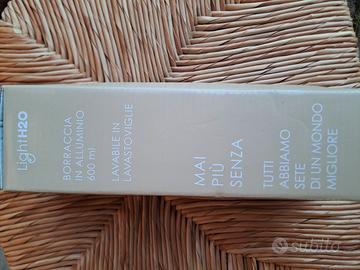 LightH2O
BORRACCIA
IN ALLUMINIO
600 ml
LAVABILE IN
LAVASTOVIGLIE
MAI
PIÙ
SENZA
TUTTI
ABBIAMO
SETE
DI UN MONDO
MIGLIORE
subito